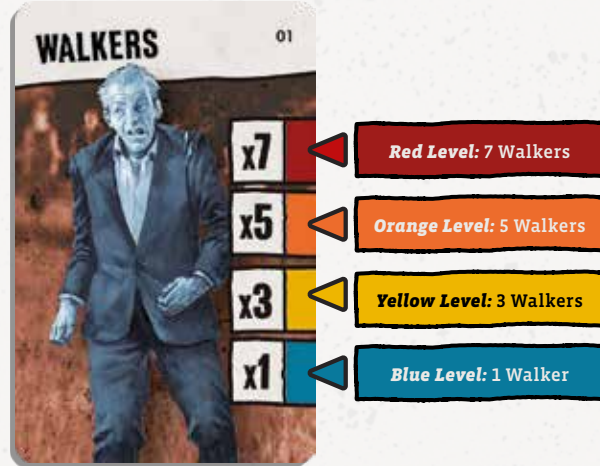 WALKERS
01
x7
Red Level: 7 Walkers
x5
Orange Level: 5 Walkers
x3
Yellow Level: 3 Walkers
x1
Blue Level: 1 Walker